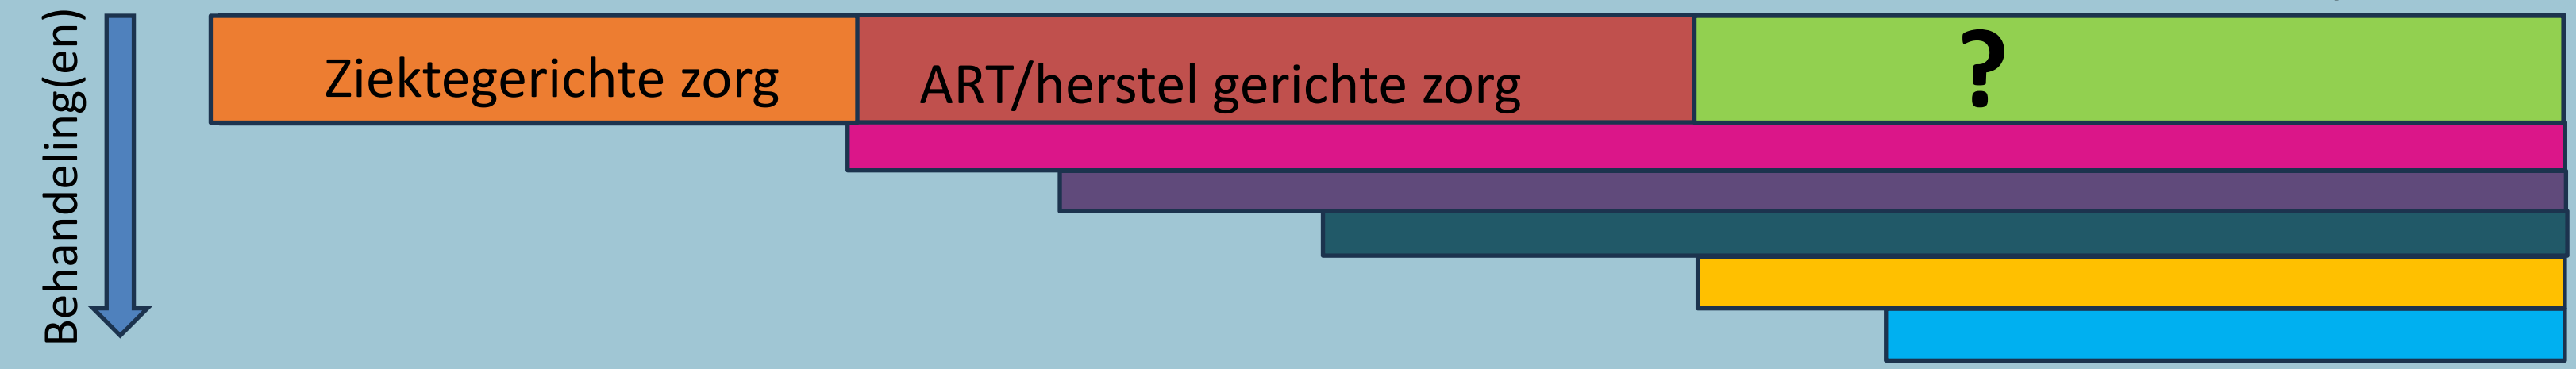 Behandeling(en)
Ziektegerichte zorg
ART/herstel gerichte zorg
?